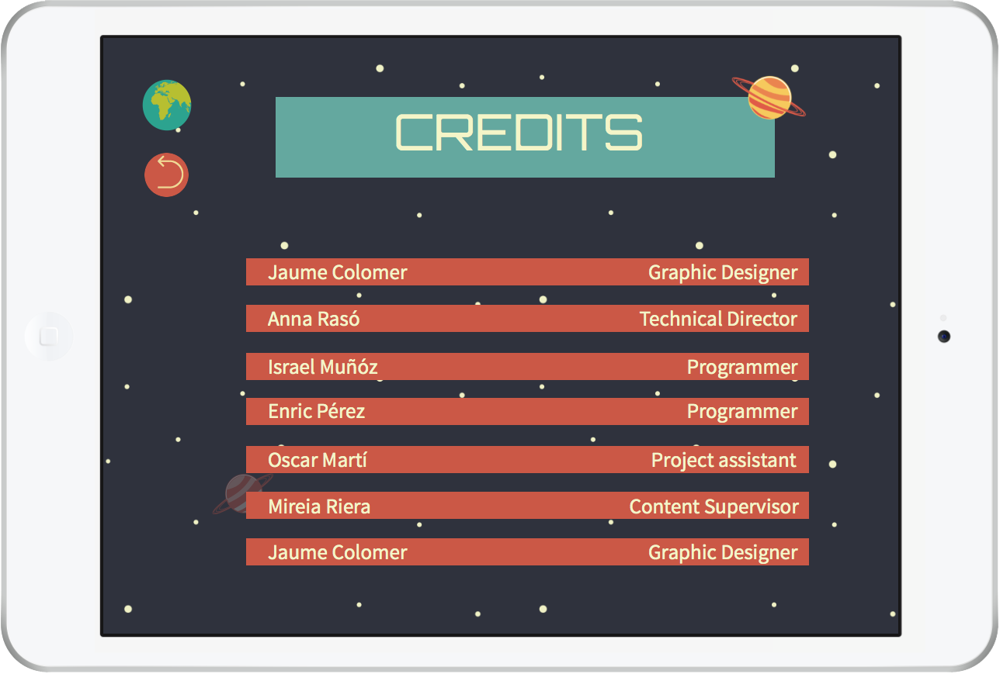 CREDITS
Jaume Colomer Graphic Designer
Anna Rasó Technical Director
Israel Muñóz Programmer
Enric Pérez Programmer
Oscar Martí Project assistant
Mireia Riera Content Supervisor
Jaume Colomer Graphic Designer